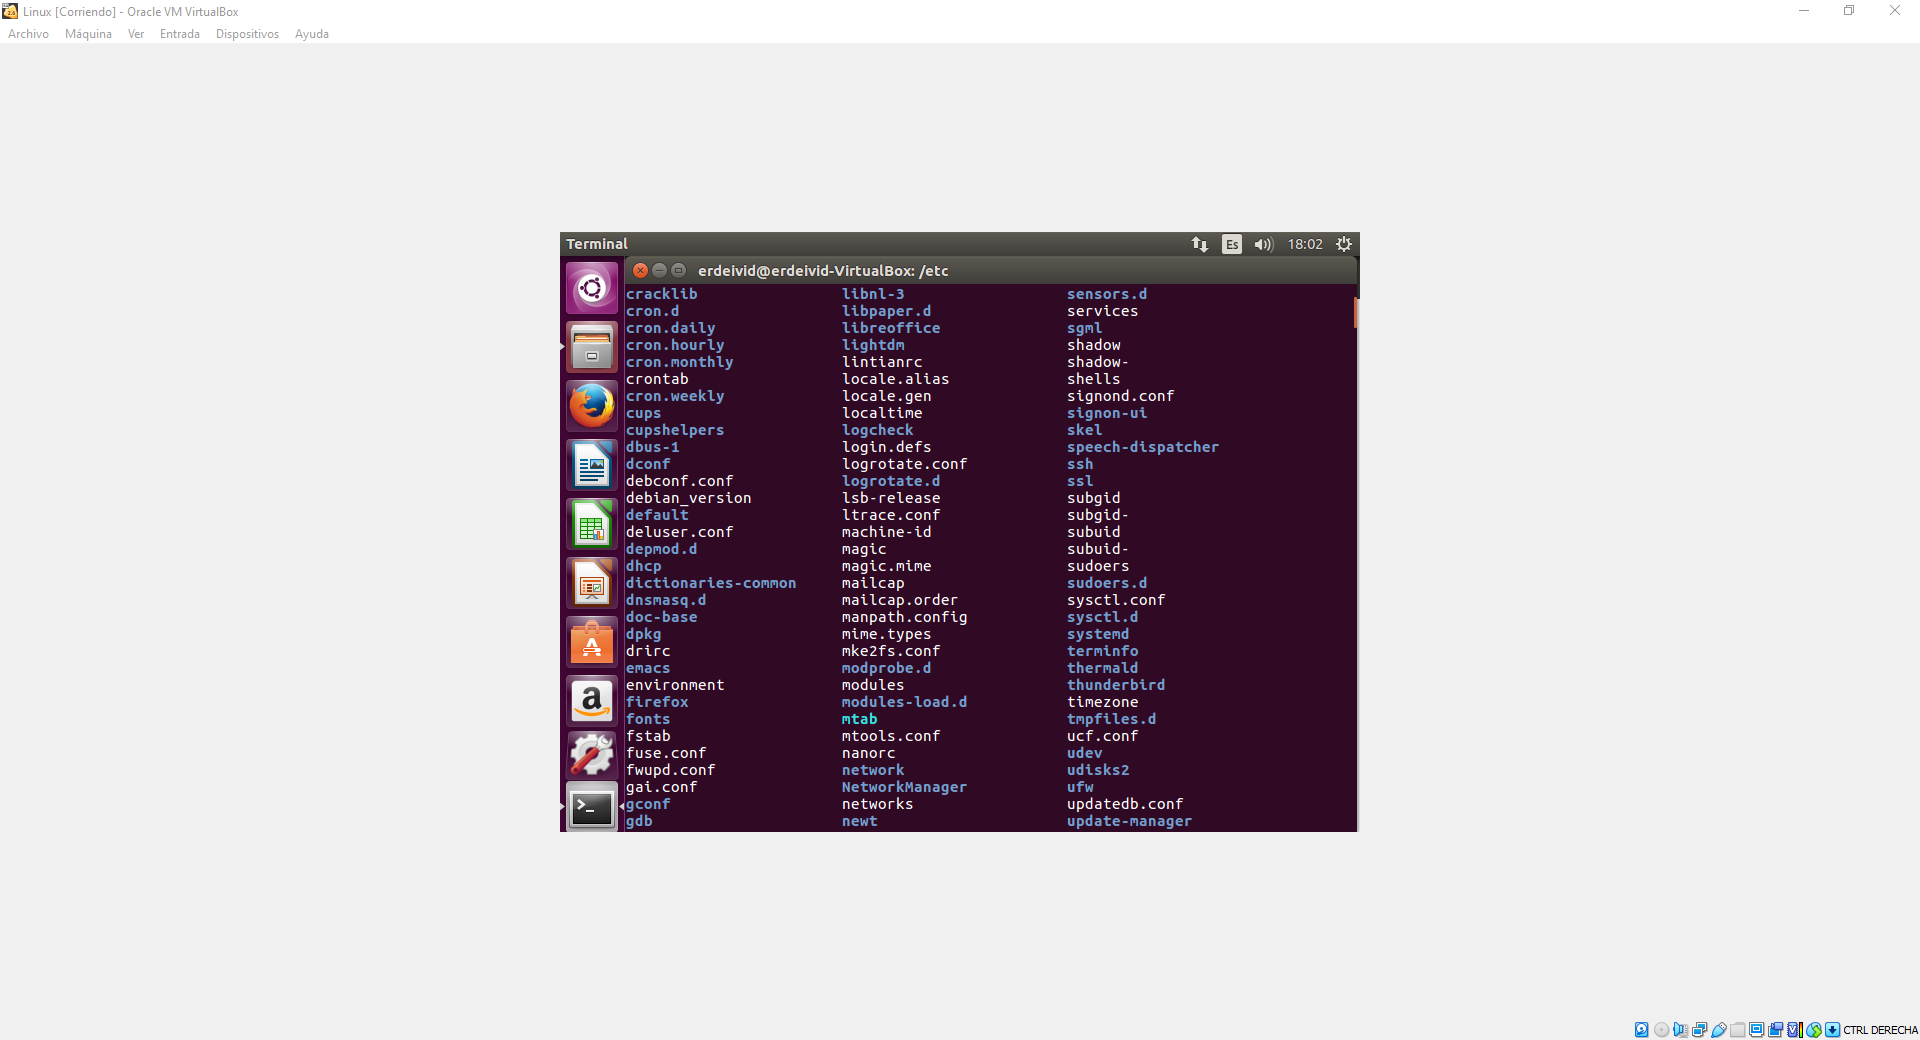 Linux [Corriendo] - Oracle VM VirtualBox
Archivo Máquina Ver Entrada Dispositivos Ayuda
Terminal Es 18:02
erdeivid@erdeivid-VirtualBox: /etc
cracklib libnl-3 sensors.d
cron.d libpaper.d services
cron.daily libreoffice sgml
cron.hourly lightdm shadow
cron.monthly lintianrc shadow-
crontab locale.alias shells
cron.weekly locale.gen signond.conf
cups localtime signon-ui
cupshelpers logcheck skel
dbus-1 login.defs speech-dispatcher
dconf logrotate.conf ssh
debconf.conf logrotate.d ssl
debian_version lsb-release subgid
default ltrace.conf subgid-
deluser.conf machine-id subuid
depmod.d magic subuid-
dhcp magic.mime sudoers
dictionaries-common mailcap sudoers.d
dnsmasq.d mailcap.order sysctl.conf
doc-base manpath.config sysctl.d
dpkg mime.types systemd
drirc mke2fs.conf terminfo
emacs modprobe.d thermald
environment modules thunderbird
firefox modules-load.d timezone
fonts mtab tmpfiles.d
fstab mtools.conf ucf.conf
fuse.conf nanorc udev
fwupd.conf network udisks2
gai.conf NetworkManager ufw
gconf networks updatedb.conf
gdb newt update-manager
CTRL DERECHA